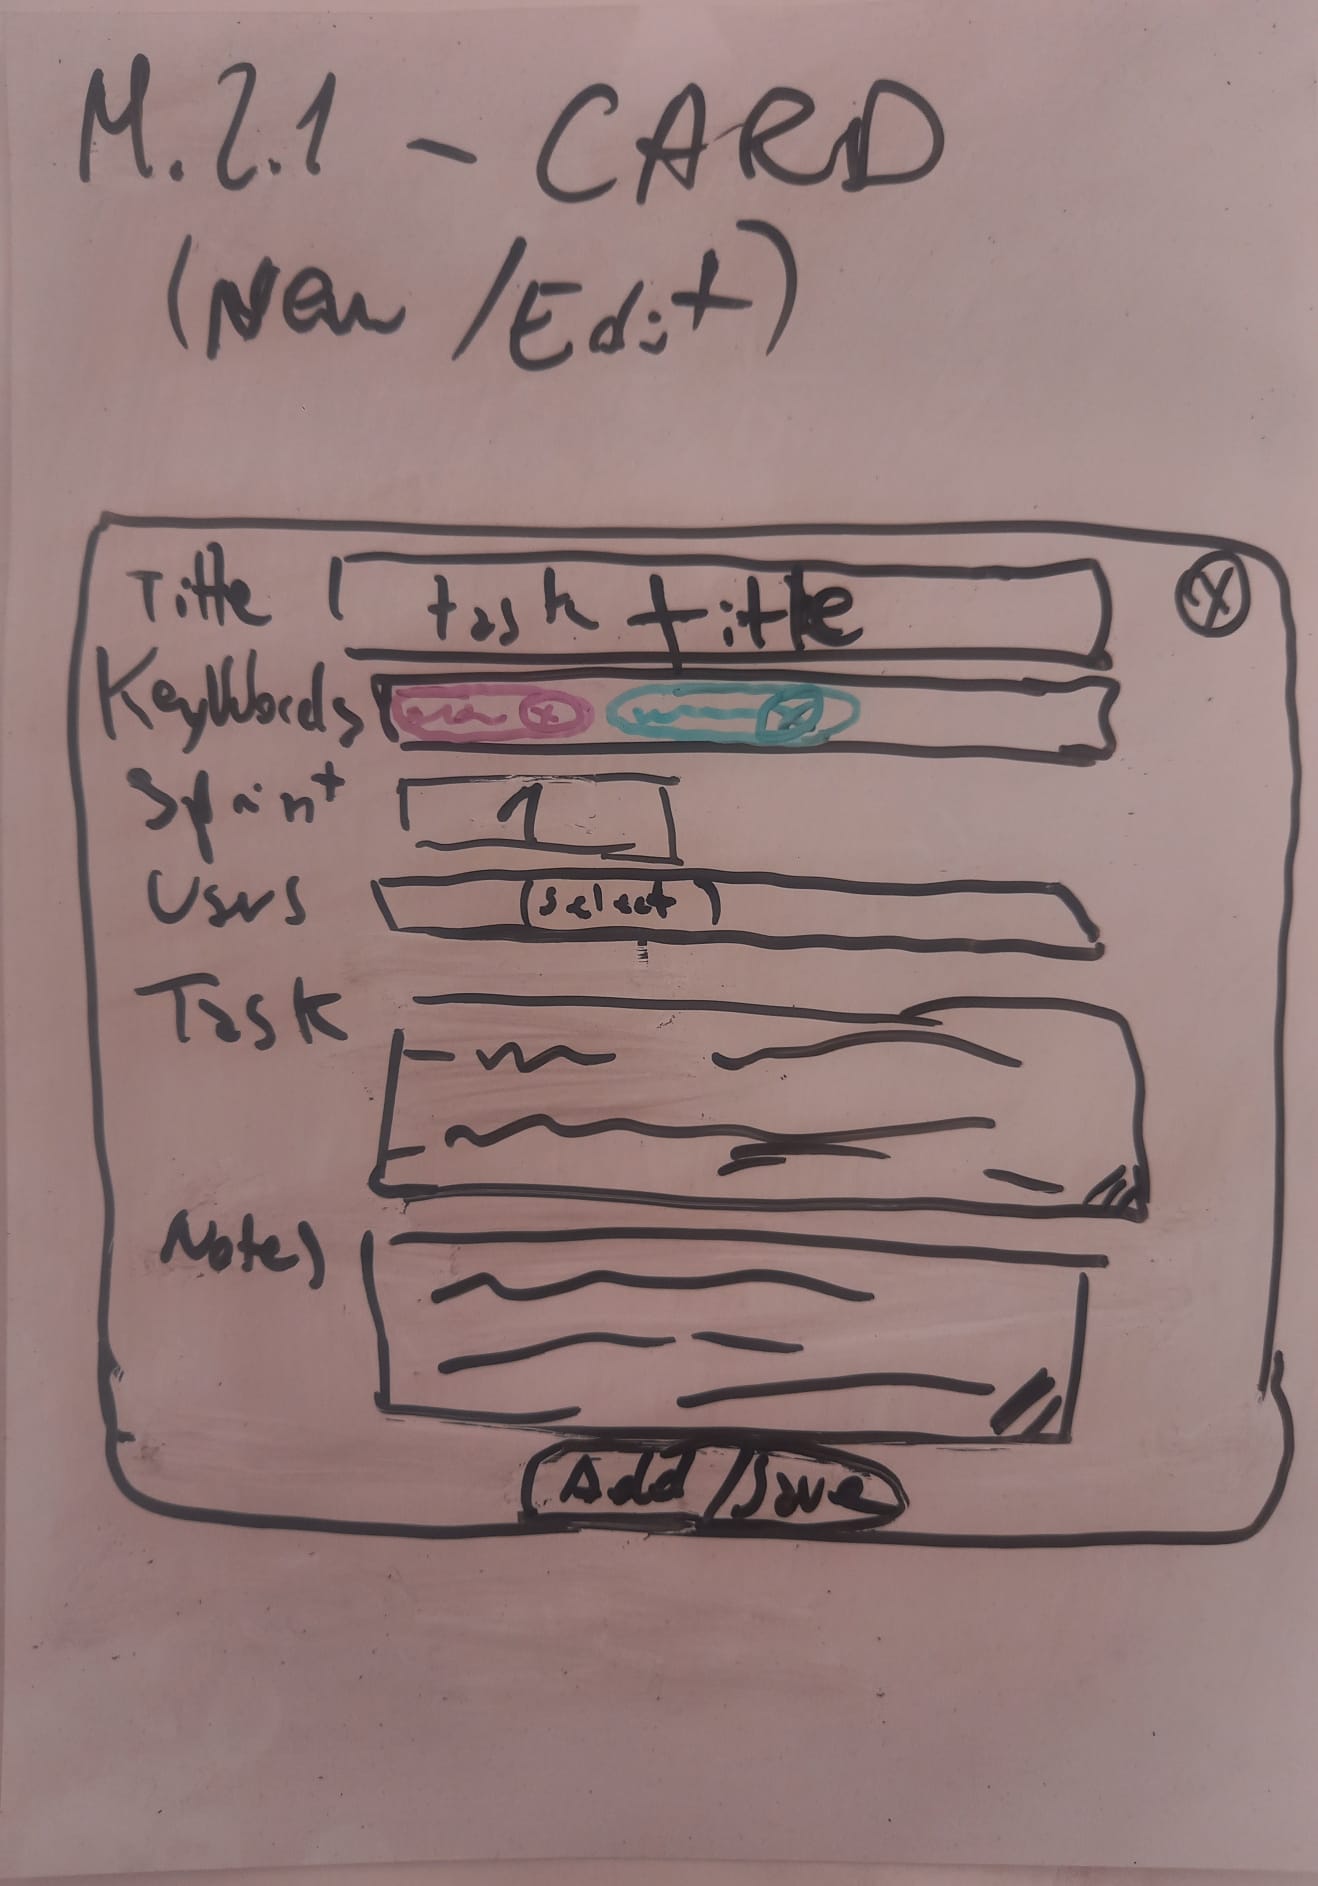 M.2.1 - CARD
(New /Edit)
Title task title
KeyWords x x
Sprint 1
Users select
Task
Notes
Add/Save
X